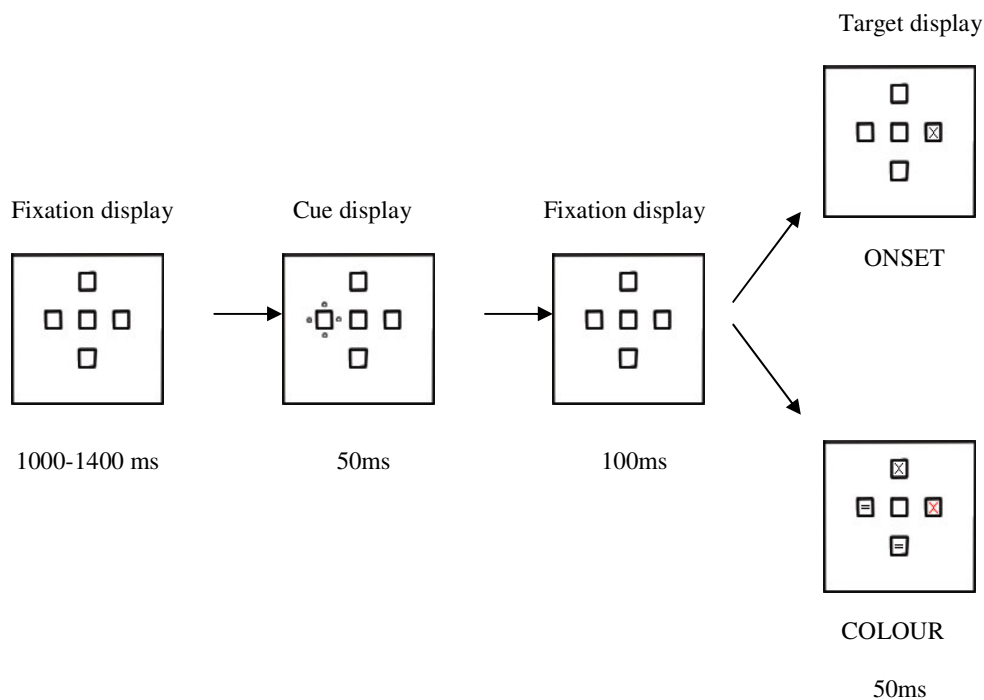 Target display
X
ONSET
Fixation display
Cue display
Fixation display
1000-1400 ms
50ms
100ms
X
= X
=
COLOUR
50ms